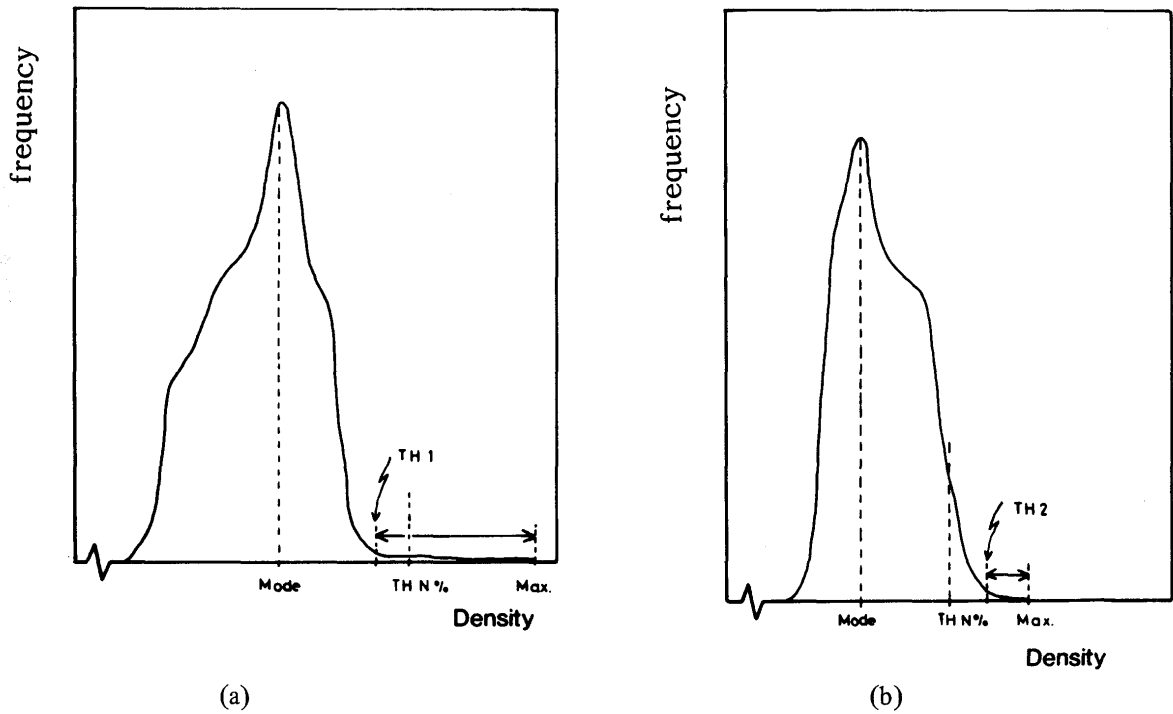 frequency
TH 1
Mode
TH N%
Max.
Density
(a)
frequency
TH 2
Mode
TH N%
Max.
Density
(b)